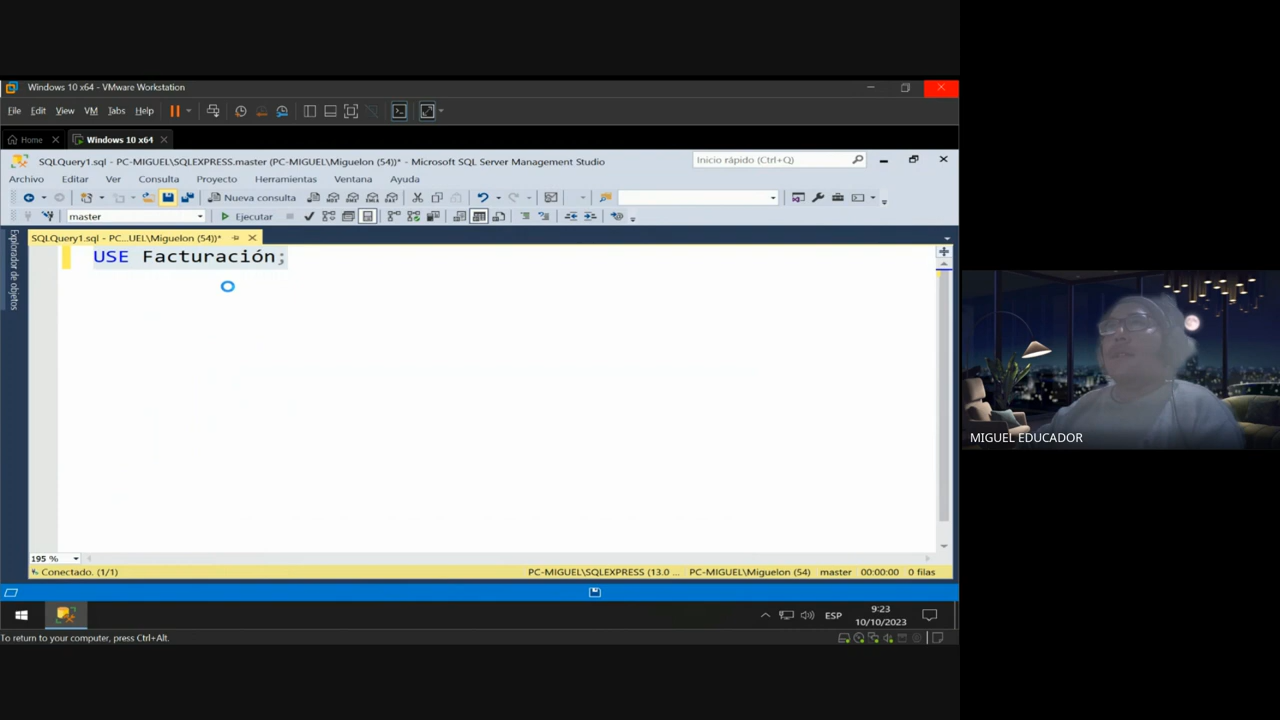 Windows 10 x64 - VMware Workstation
File Edit View VM Tabs Help
Home Windows 10 x64
SQLQuery1.sql - PC-MIGUEL\SQLEXPRESS.master (PC-MIGUEL\Miguelon (54))* - Microsoft SQL Server Management Studio
Inicio rápido (Ctrl+Q)
Archivo Editar Ver Consulta Proyecto Herramientas Ventana Ayuda
Nueva consulta
master Ejecutar
SQLQuery1.sql - PC...UEL\Miguelon (54))*
Explorador de objetos
USE Facturación;
MIGUEL EDUCADOR
195 %
Conectado. (1/1) PC-MIGUEL\SQLEXPRESS (13.0 ... PC-MIGUEL\Miguelon (54) master 00:00:00 0 filas
ESP
9:23
10/10/2023
To return to your computer, press Ctrl+Alt.